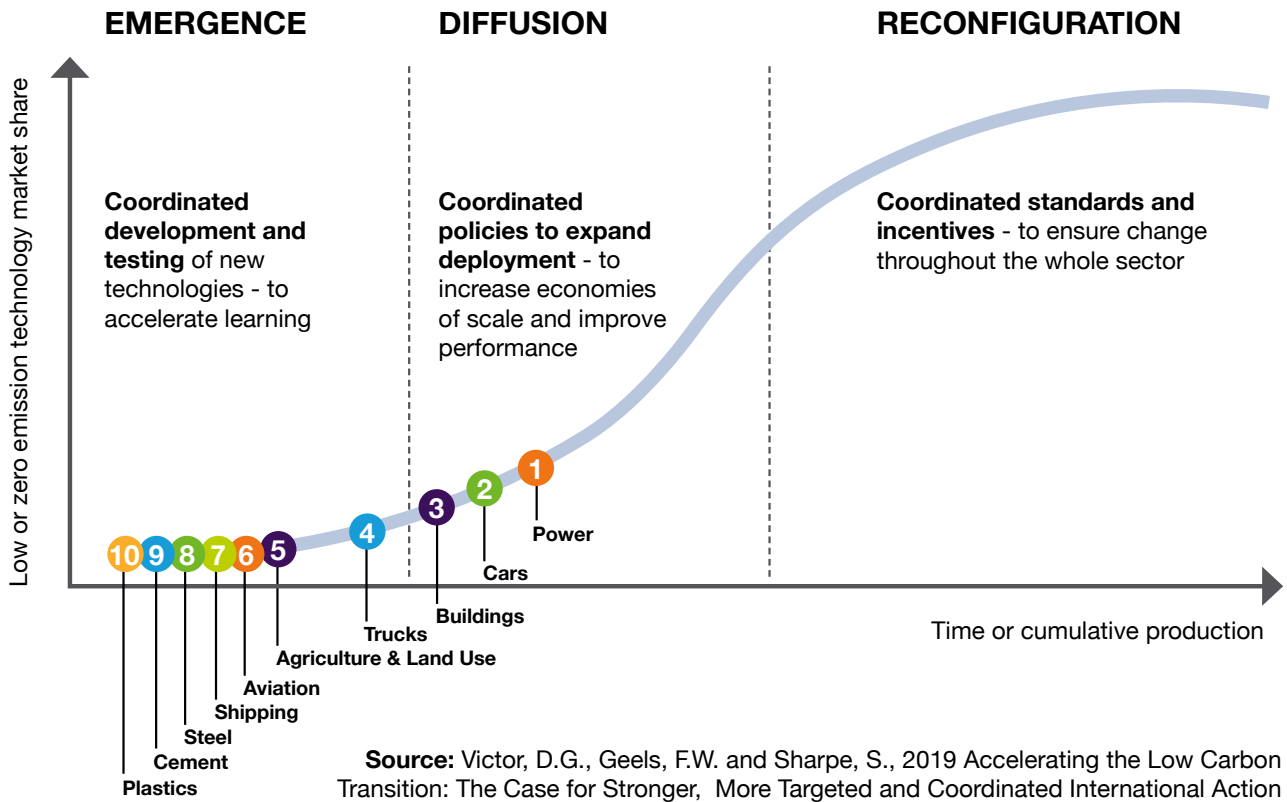 EMERGENCE
DIFFUSION
RECONFIGURATION
Low or zero emission technology market share
Coordinated
development and
testing of new
technologies - to
accelerate learning
Coordinated
policies to expand
deployment - to
increase economies
of scale and improve
performance
Coordinated standards and
incentives - to ensure change
throughout the whole sector
10
9
8
7
6
5
4
3
2
1
Power
Cars
Buildings
Trucks
Agriculture & Land Use
Aviation
Shipping
Steel
Cement
Plastics
Time or cumulative production
Source: Victor, D.G., Geels, F.W. and Sharpe, S., 2019 Accelerating the Low Carbon
Transition: The Case for Stronger, More Targeted and Coordinated International Action